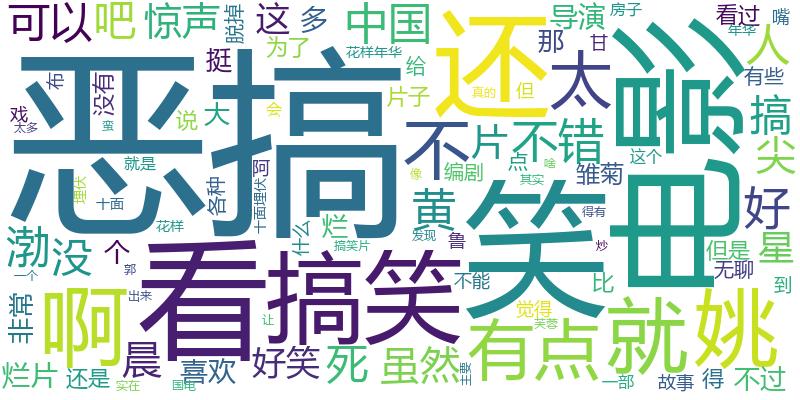 可以
吧
惊声
脱掉
这
多
中国
还
导演
房子
看过
嘴
年华
为了
花样年华
那
甘
人
恶搞
布
没有
挺
给
太
电影
有些
戏
太多
蛮
说
大
会
片子
但
真的
搞
不
片
不错
尖
就是
各种
阿
十面埋伏
埋伏
编剧
点
啥
这个
雏菊
黄
像
其实
好
十面
花样
什么
烂
搞笑片
发现
鲁
得有
渤
没
个
笑
炒
但是
星
一个
郭
看
搞笑
不能
比
无聊
到
出来
非常
啊
让
觉得
芙蓉
有点
就
姚
晨
好笑
死
虽然
主要
烂片
还是
实在
喜欢
国电
一部
故事
得
不过